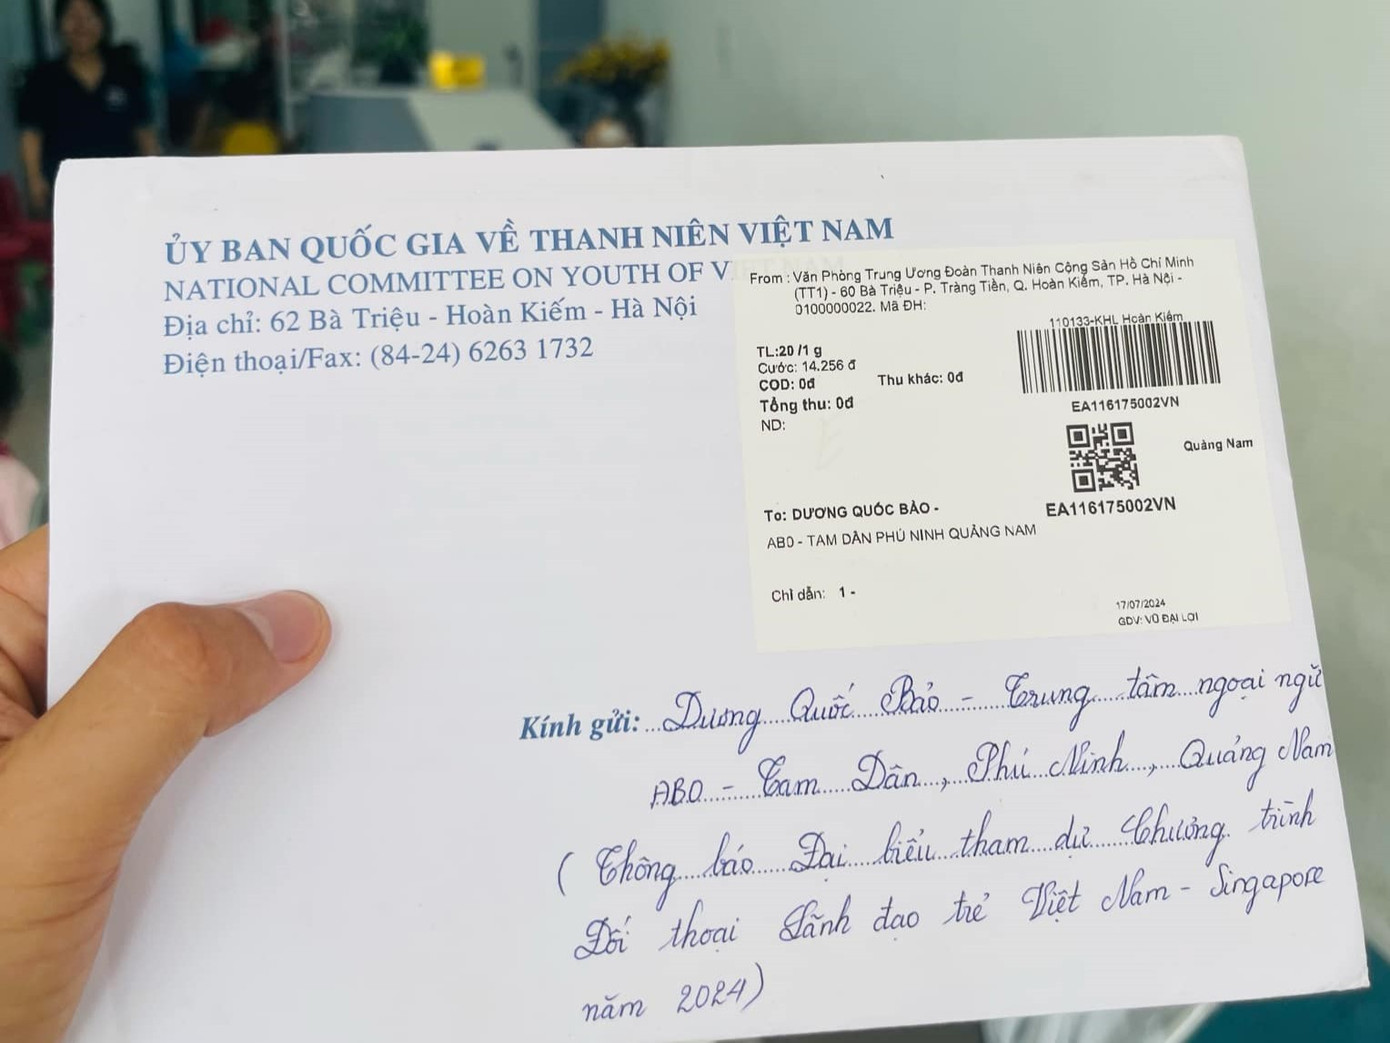 ỦY BAN QUỐC GIA VỀ THANH NIÊN VIỆT NAM
NATIONAL COMMITTEE ON YOUTH OF V
Địa chỉ: 62 Bà Triệu - Hoàn Kiếm - Hà Nội
Điện thoại/Fax: (84-24) 6263 1732
From : Văn Phòng Trung Ương Đoàn Thanh Niên Cộng Sản Hồ Chí Minh
(TT1) - 60 Bà Triệu - P. Tràng Tiền, Q. Hoàn Kiếm, TP. Hà Nội -
0100000022. Mã ĐH:
110133-KHL Hoàn Kiếm
TL:20 /1 g
Cước: 14.256 đ
COD: 0đ
Thu khác: 0đ
Tổng thu: 0đ
ND:
EA116175002VN
Quảng Nam
EA116175002VN
To: DƯƠNG QUỐC BẢO -
AB0 - TAM DÂN PHÚ NINH QUẢNG NAM
Chỉ dẫn: 1 -
17/07/2024
GDV: VŨ ĐẠI LỢI
Kính gửi: Dương Quốc Bảo - Trung tâm ngoại ngữ
ABO - Tam Dân, Phú Ninh, Quảng Nam
( Thông báo Đại biểu tham dự Chương trình
Đối thoại Lãnh đạo trẻ Việt Nam - Singapore
năm 2024)